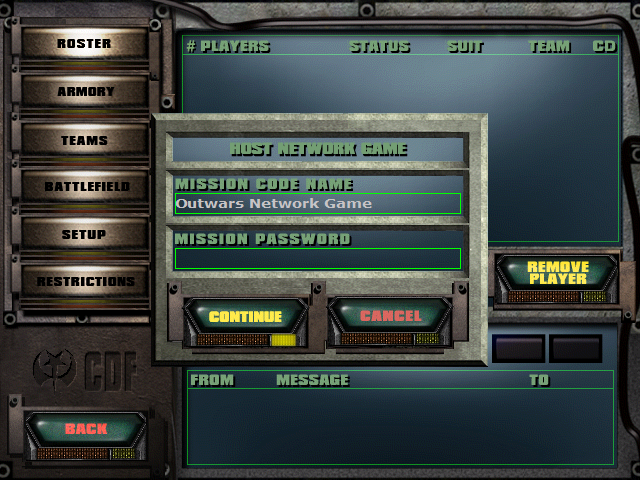 ROSTER
ARMORY
TEAMS
BATTLEFIELD
SETUP
RESTRICTIONS
# PLAYERS STATUS SUIT TEAM CD
HOST NETWORK GAME
MISSION CODE NAME
Outwars Network Game
MISSION PASSWORD
CONTINUE
CANCEL
REMOVE
PLAYER
CDF
BACK
FROM MESSAGE TO